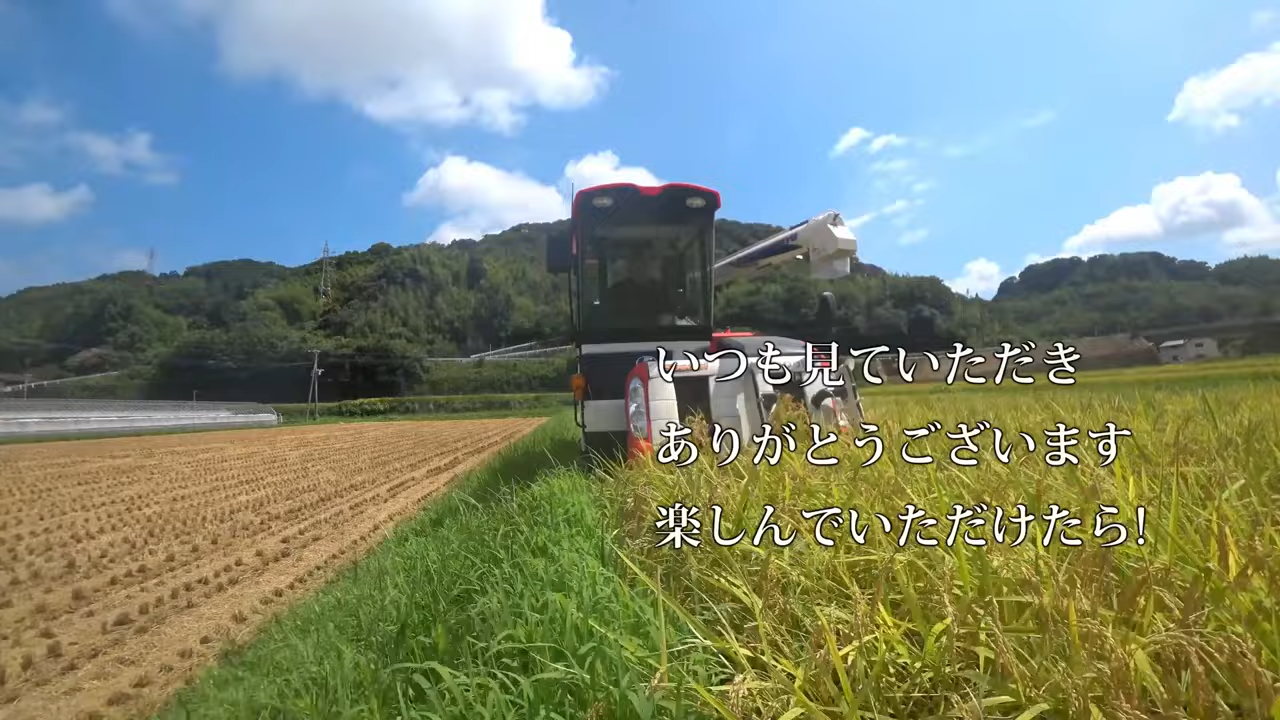 いつも見ていただき
ありがとうございます
楽しんでいただけたら!